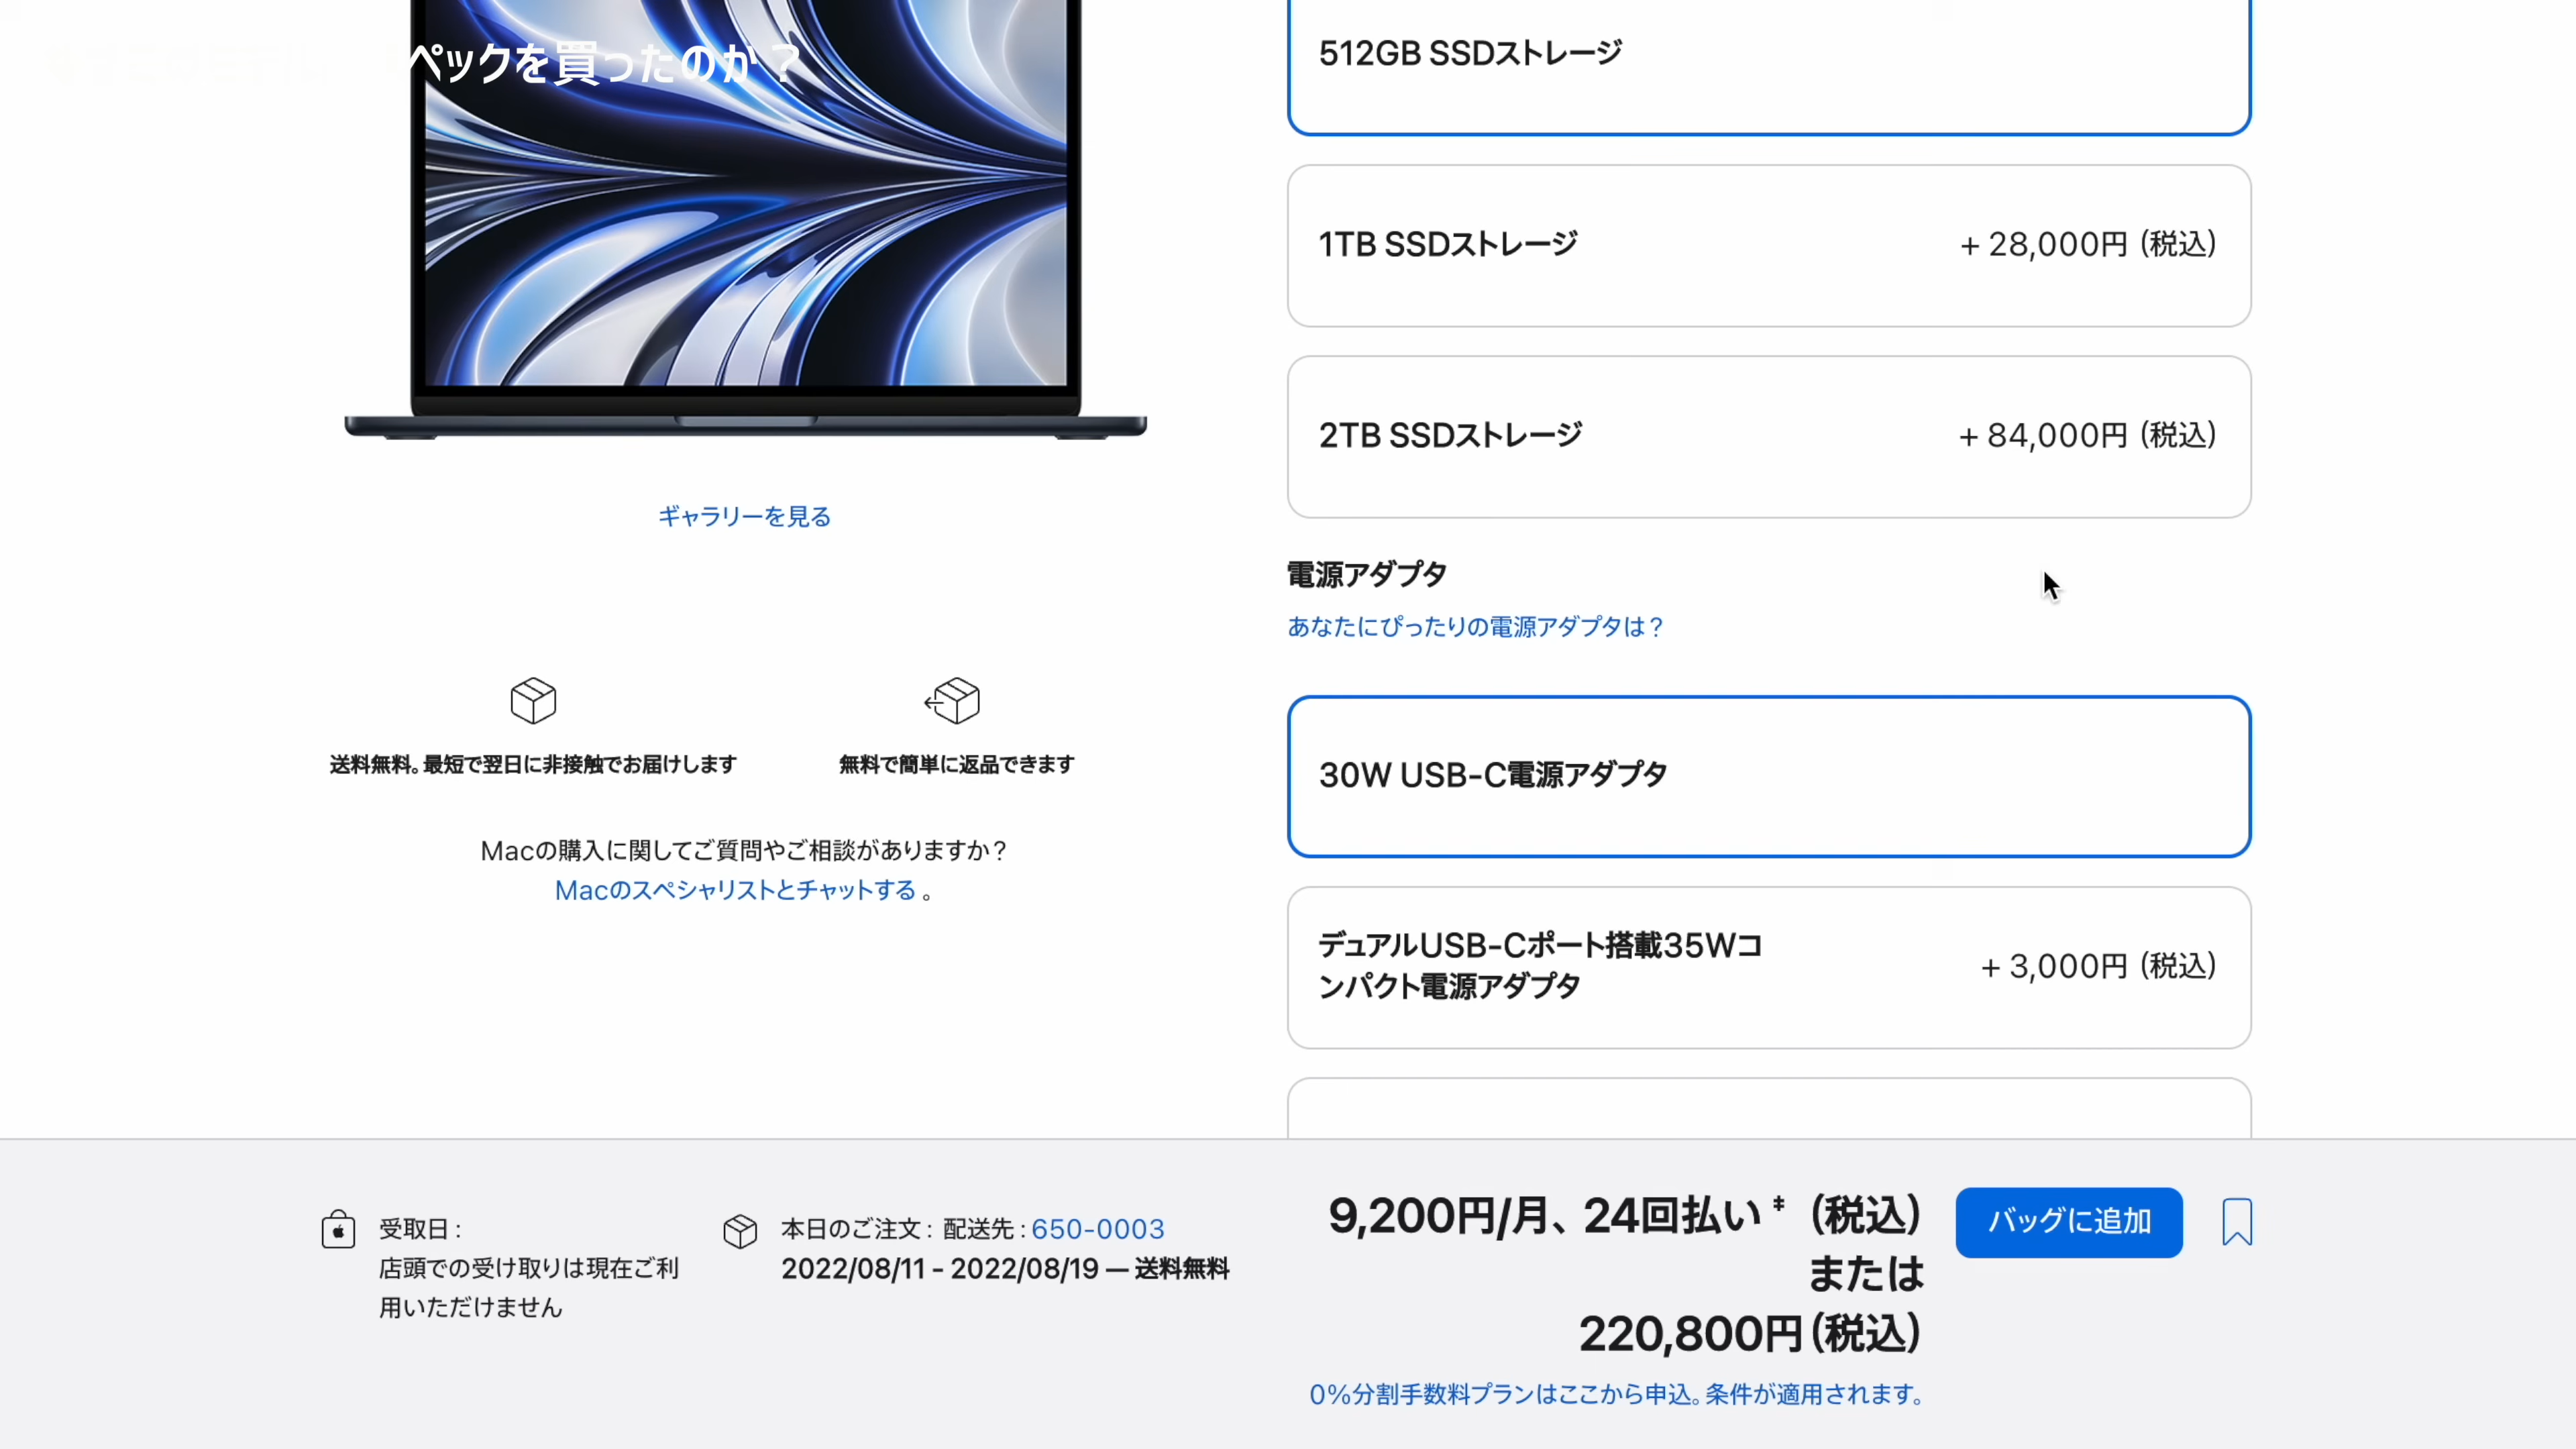 ペックを買ったのか？
ギャラリーを見る
送料無料。最短で翌日に非接触でお届けします
無料で簡単に返品できます
Macの購入に関してご質問やご相談がありますか？
Macのスペシャリストとチャットする 。
512GB SSDストレージ
1TB SSDストレージ
+ 28,000円（税込）
2TB SSDストレージ
+ 84,000円（税込）
電源アダプタ
あなたにぴったりの電源アダプタは？
30W USB-C電源アダプタ
デュアルUSB-Cポート搭載35Wコ
ンパクト電源アダプタ
+ 3,000円（税込）
受取日：
店頭での受け取りは現在ご利
用いただけません
本日のご注文：配送先：650-0003
2022/08/11 - 2022/08/19 — 送料無料
9,200円/月、24回払い‡（税込）
または
220,800円（税込）
0%分割手数料プランはここから申込。条件が適用されます。
バッグに追加